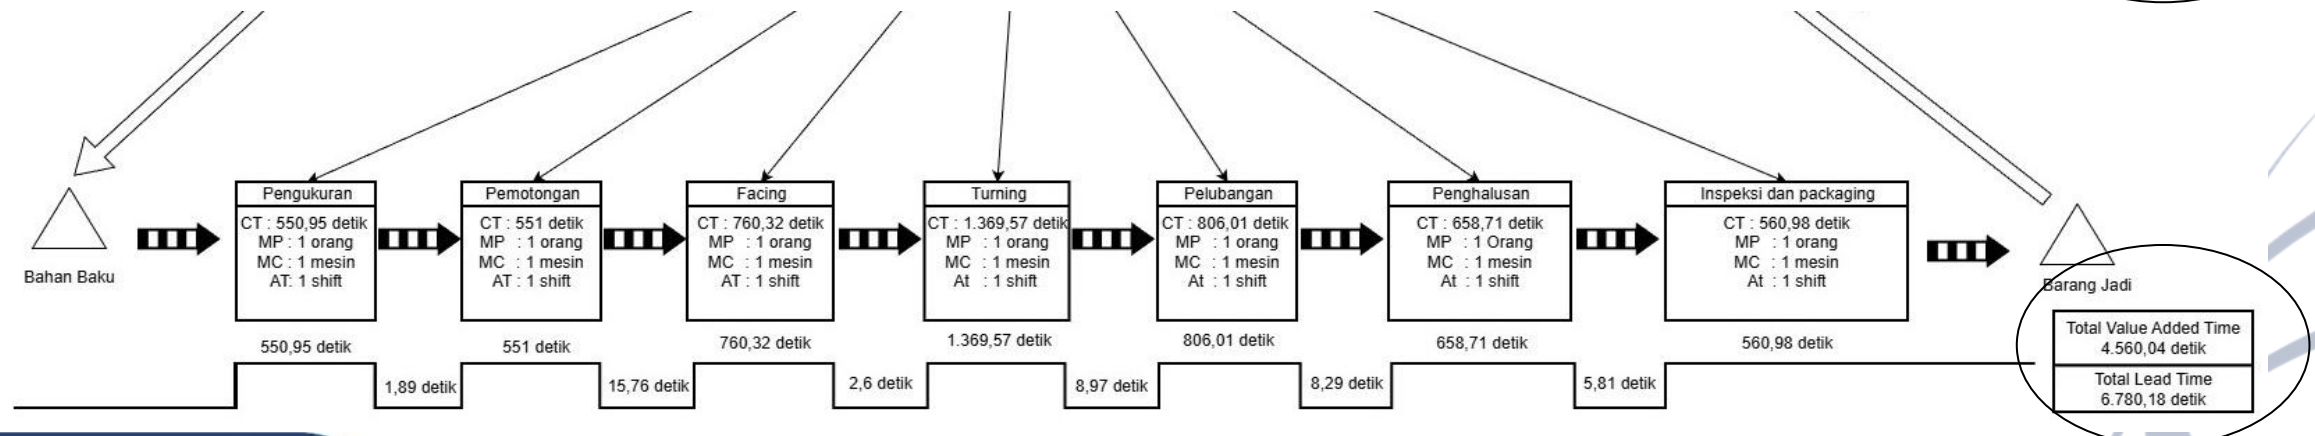 Bahan Baku
Pengukuran
CT : 550,95 detik
MP : 1 orang
MC : 1 mesin
AT: 1 shift
Pemotongan
CT : 551 detik
MP : 1 orang
MC : 1 mesin
AT : 1 shift
Facing
CT : 760,32 detik
MP : 1 orang
MC : 1 mesin
AT : 1 shift
Turning
CT : 1.369,57 detik
MP : 1 orang
MC : 1 mesin
At : 1 shift
Pelubangan
CT : 806,01 detik
MP : 1 orang
MC : 1 mesin
At : 1 shift
Penghalusan
CT : 658,71 detik
MP : 1 Orang
MC : 1 mesin
At : 1 shift
Inspeksi dan packaging
CT : 560,98 detik
MP : 1 orang
MC : 1 mesin
At : 1 shift
Barang Jadi
550,95 detik
1,89 detik
551 detik
15,76 detik
760,32 detik
2,6 detik
1.369,57 detik
8,97 detik
806,01 detik
8,29 detik
658,71 detik
5,81 detik
560,98 detik
Total Value Added Time
4.560,04 detik
Total Lead Time
6.780,18 detik